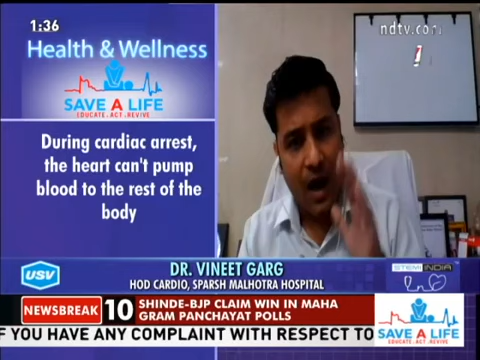 1:36
ndtv.com
Health & Wellness
SAVE A LIFE
EDUCATE.ACT.REVIVE
During cardiac arrest,
the heart can't pump
blood to the rest of the
body
USV
DR. VINEET GARG
HOD CARDIO, SPARSH MALHOTRA HOSPITAL
STEM INDIA
NEWSBREAK 10 SHINDE-BJP CLAIM WIN IN MAHA
GRAM PANCHAYAT POLLS
SAVE A LIFE
EDUCATE.ACT.REVIVE
F YOU HAVE ANY COMPLAINT WITH RESPECT TO